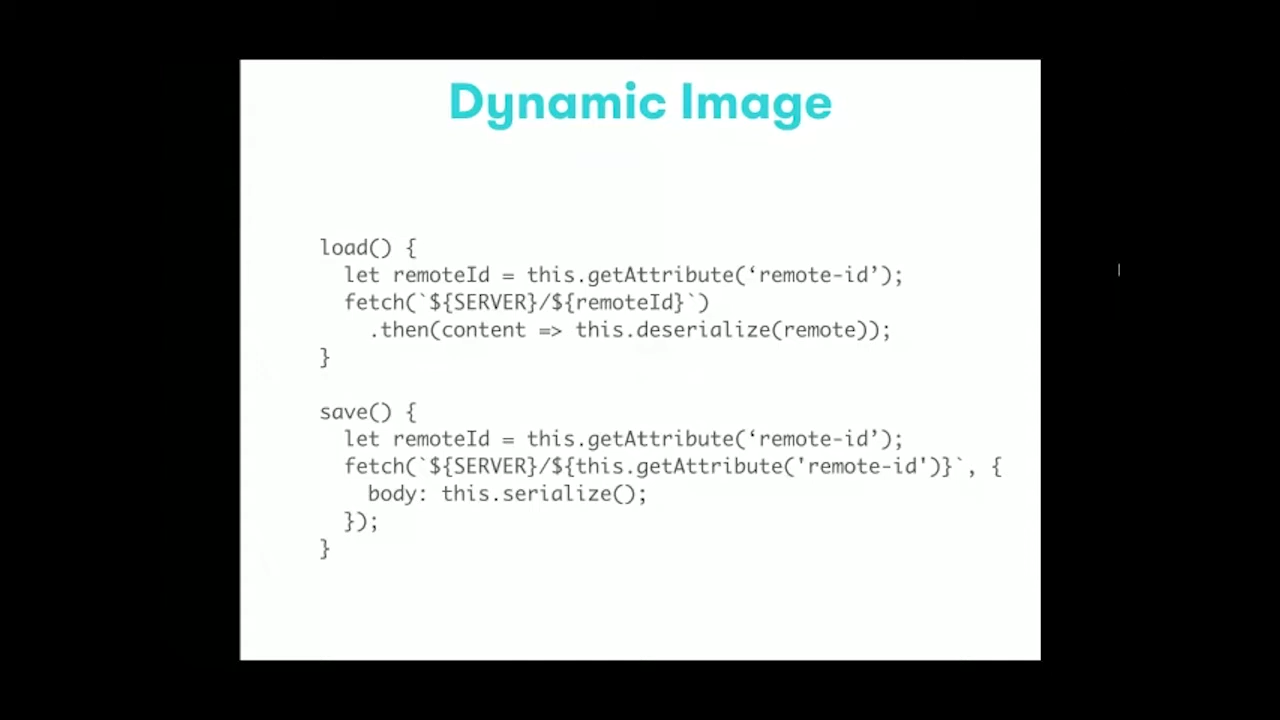 Dynamic Image
load() {
  let remoteId = this.getAttribute(‘remote-id’);
  fetch(`${SERVER}/${remoteId}`)
    .then(content => this.deserialize(remote));
}
save() {
  let remoteId = this.getAttribute(‘remote-id’);
  fetch(`${SERVER}/${this.getAttribute('remote-id')}`, {
    body: this.serialize();
  });
}